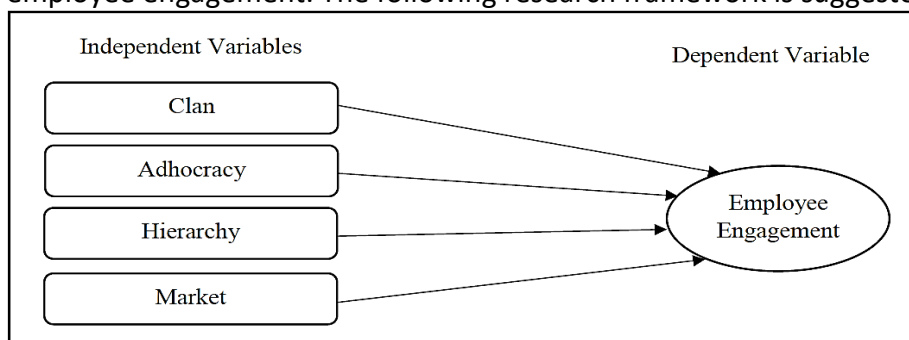 employee engagement. The following research framework is suggeste
Independent Variables
Dependent Variable
Clan
Adhocracy
Hierarchy
Market
Employee
Engagement